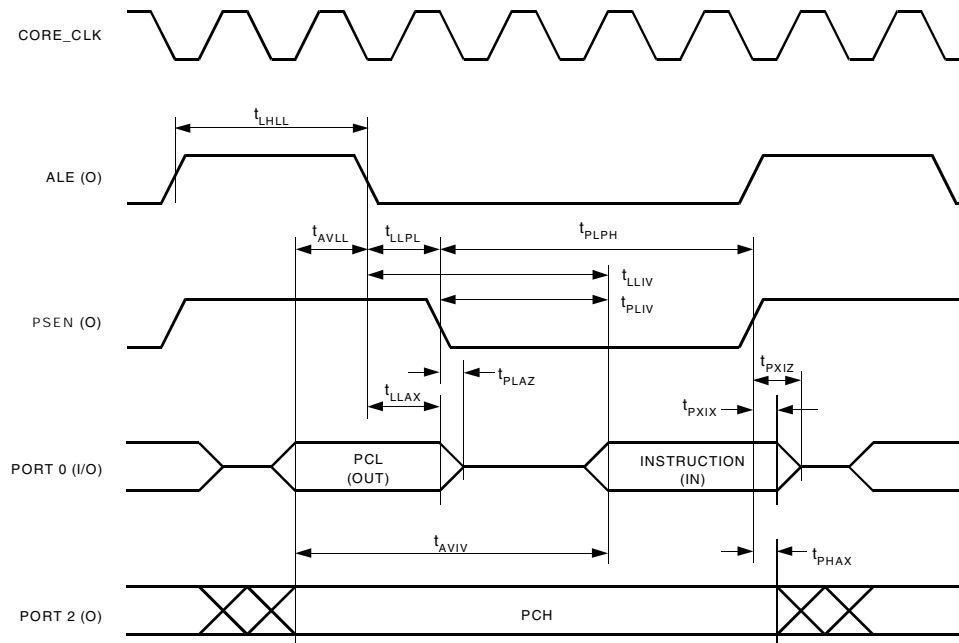 CORE_CLK
tLHLL
ALE (O)
tAVLL
tLLPL
tPLPH
tLLIV
tPLIV
PSEN (O)
tPLAZ
tPXIZ
tLLAX
tPXIX
PORT 0 (I/O)
PCL
(OUT)
INSTRUCTION
(IN)
tAVIV
tPHAX
PORT 2 (O)
PCH